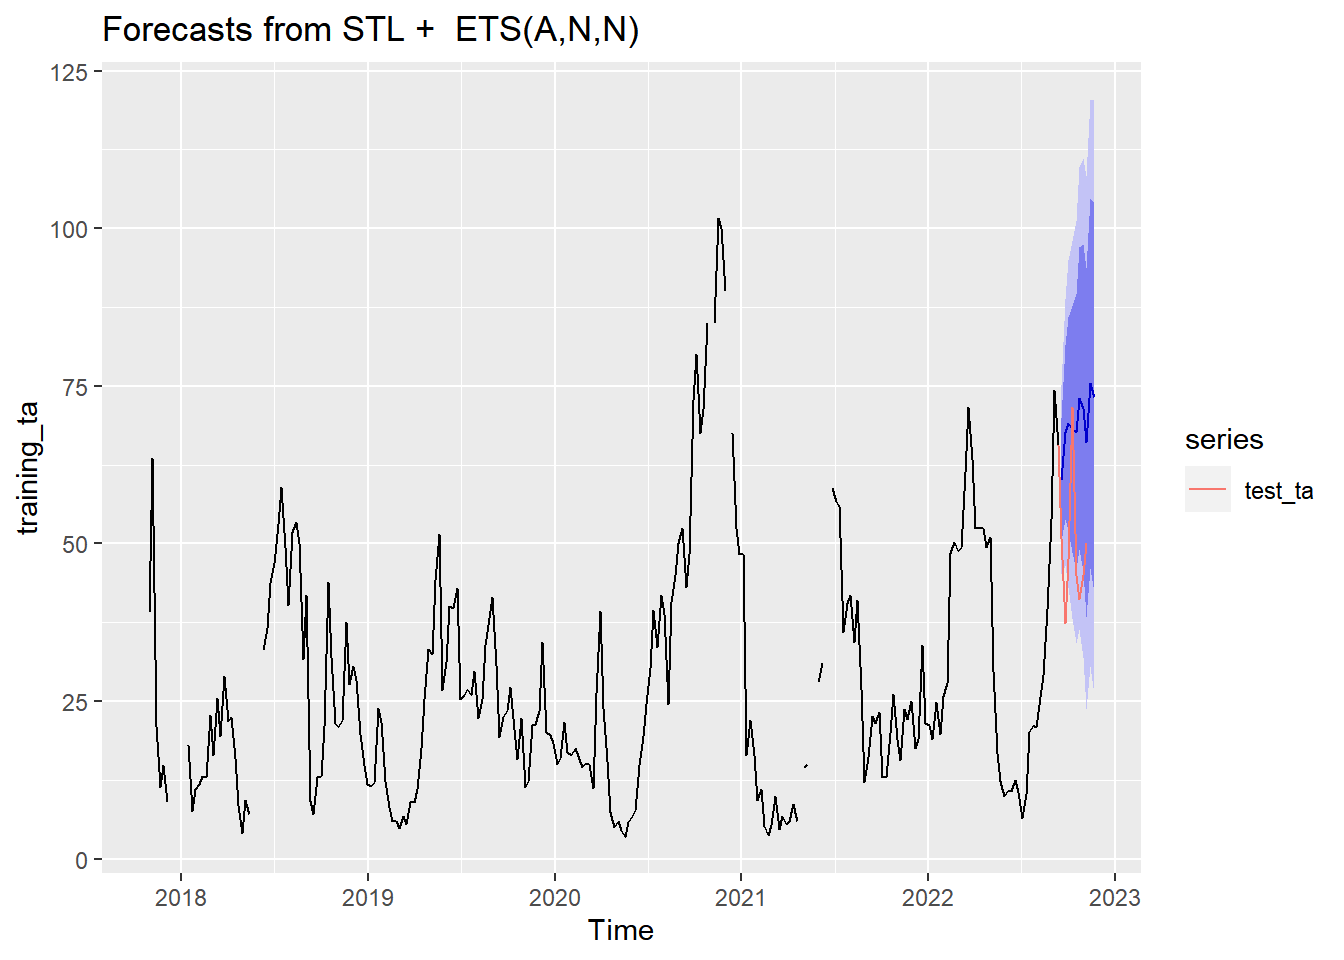 Forecasts from STL +  ETS(A,N,N)
125
100
75
50
25
0
training_ta
2018
2019
2020
2021
2022
2023
Time
series
test_ta